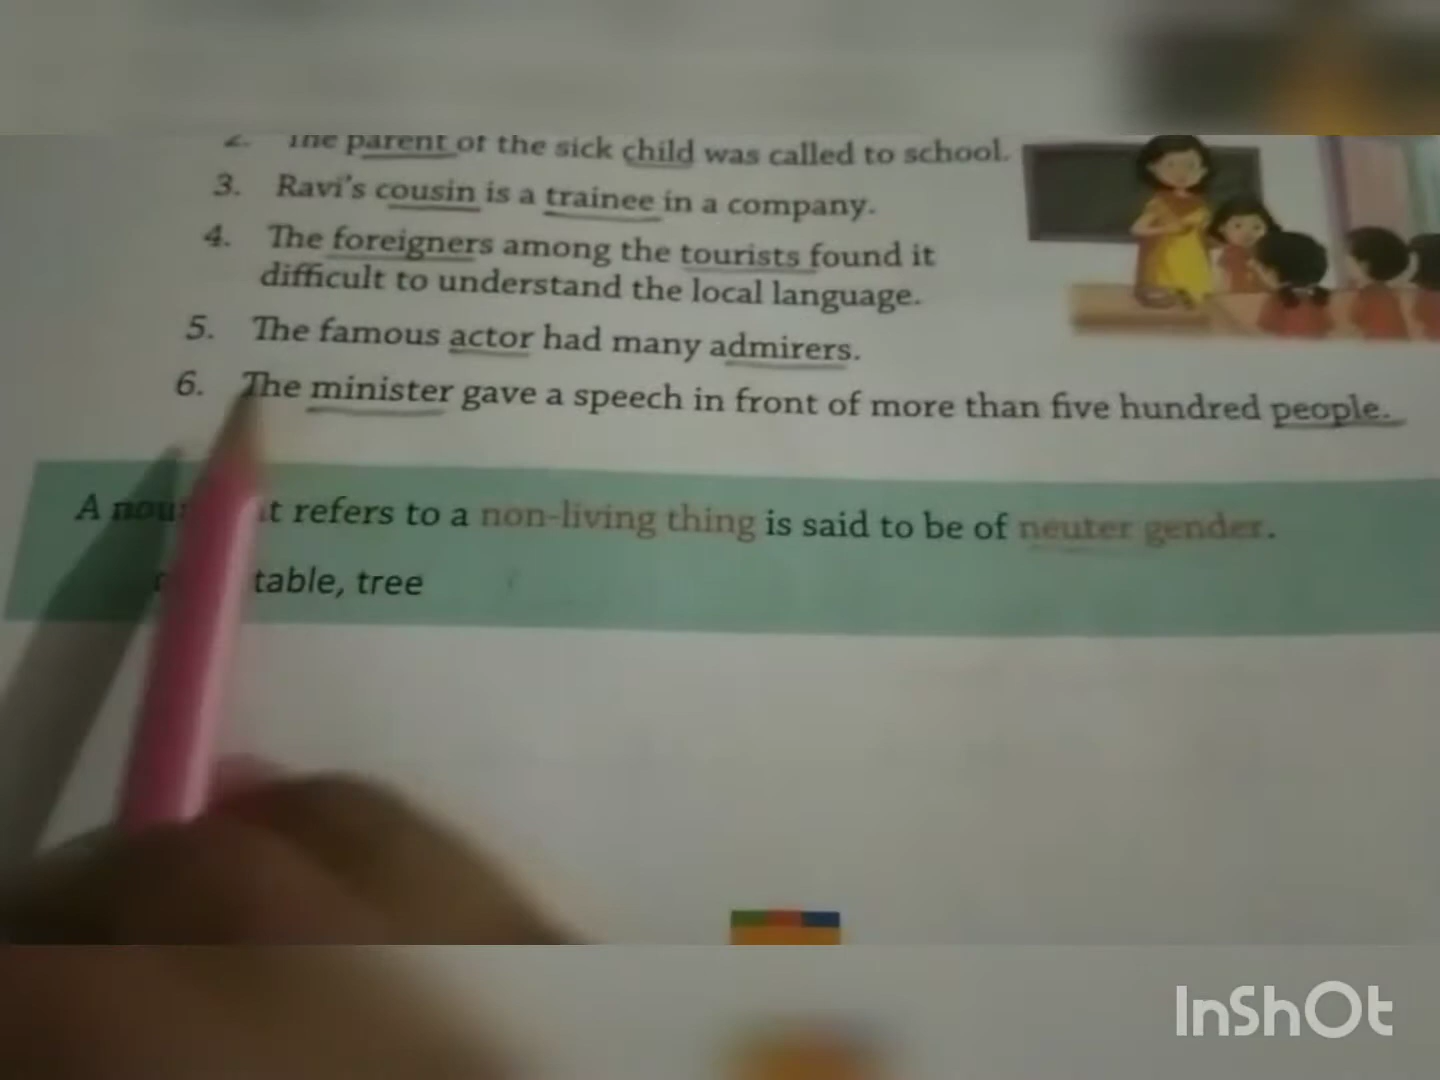 2. The parent of the sick child was called to school.
3. Ravi's cousin is a trainee in a company.
4. The foreigners among the tourists found it
difficult to understand the local language.
5. The famous actor had many admirers.
6. The minister gave a speech in front of more than five hundred people.
A refers to a non-living thing is said to be of neuter gender.
table, tree
InShOt